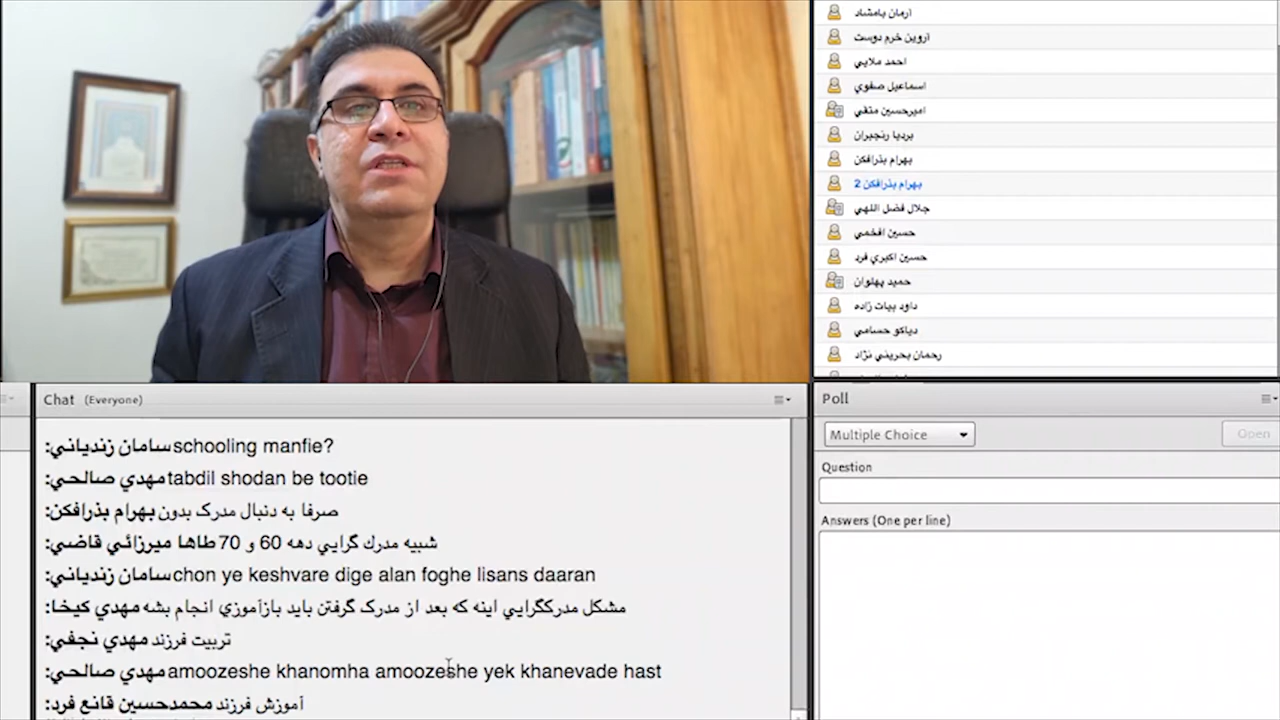 ارمان بامشاد
اروين خرم دوست
احمد ملايي
اسماعيل صفوي
اميرحسين متقي
برديا رنجبران
بهرام بذرافكن
بهرام بذرافكن 2
جلال فضل اللهي
حسين افخمي
حسين اكبري فرد
حميد پهلوان
داود بيات زاده
دياكو حسامي
رحمان بحريني نژاد
Chat (Everyone)
سامان زندياني: schooling manfie?
مهدي صالحي: tabdil shodan be tootie
بهرام بذرافكن: صرفا به دنبال مدرک بدون
طاها ميرزائي قاضي: شبيه مدرك گرايي دهه 60 و 70
سامان زندياني: chon ye keshvare dige alan foghe lisans daaran
مهدي كيخا: مشكل مدركگرايي اينه كه بعد از مدرک گرفتن بايد بازآموزي انجام بشه
مهدي نجفي: تربيت فرزند
مهدي صالحي: amoozeshe khanomha amoozeshe yek khanevade hast
محمدحسين قانع فرد: آموزش فرزند
Poll
Multiple Choice
Open
Question
Answers (One per line)